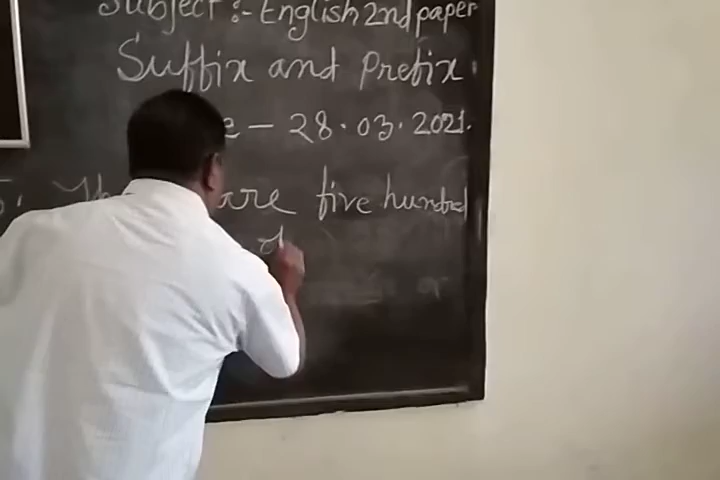 Subject :- English 2nd paper
Suffix and Prefix
e – 28.03.2021.
are five hundred